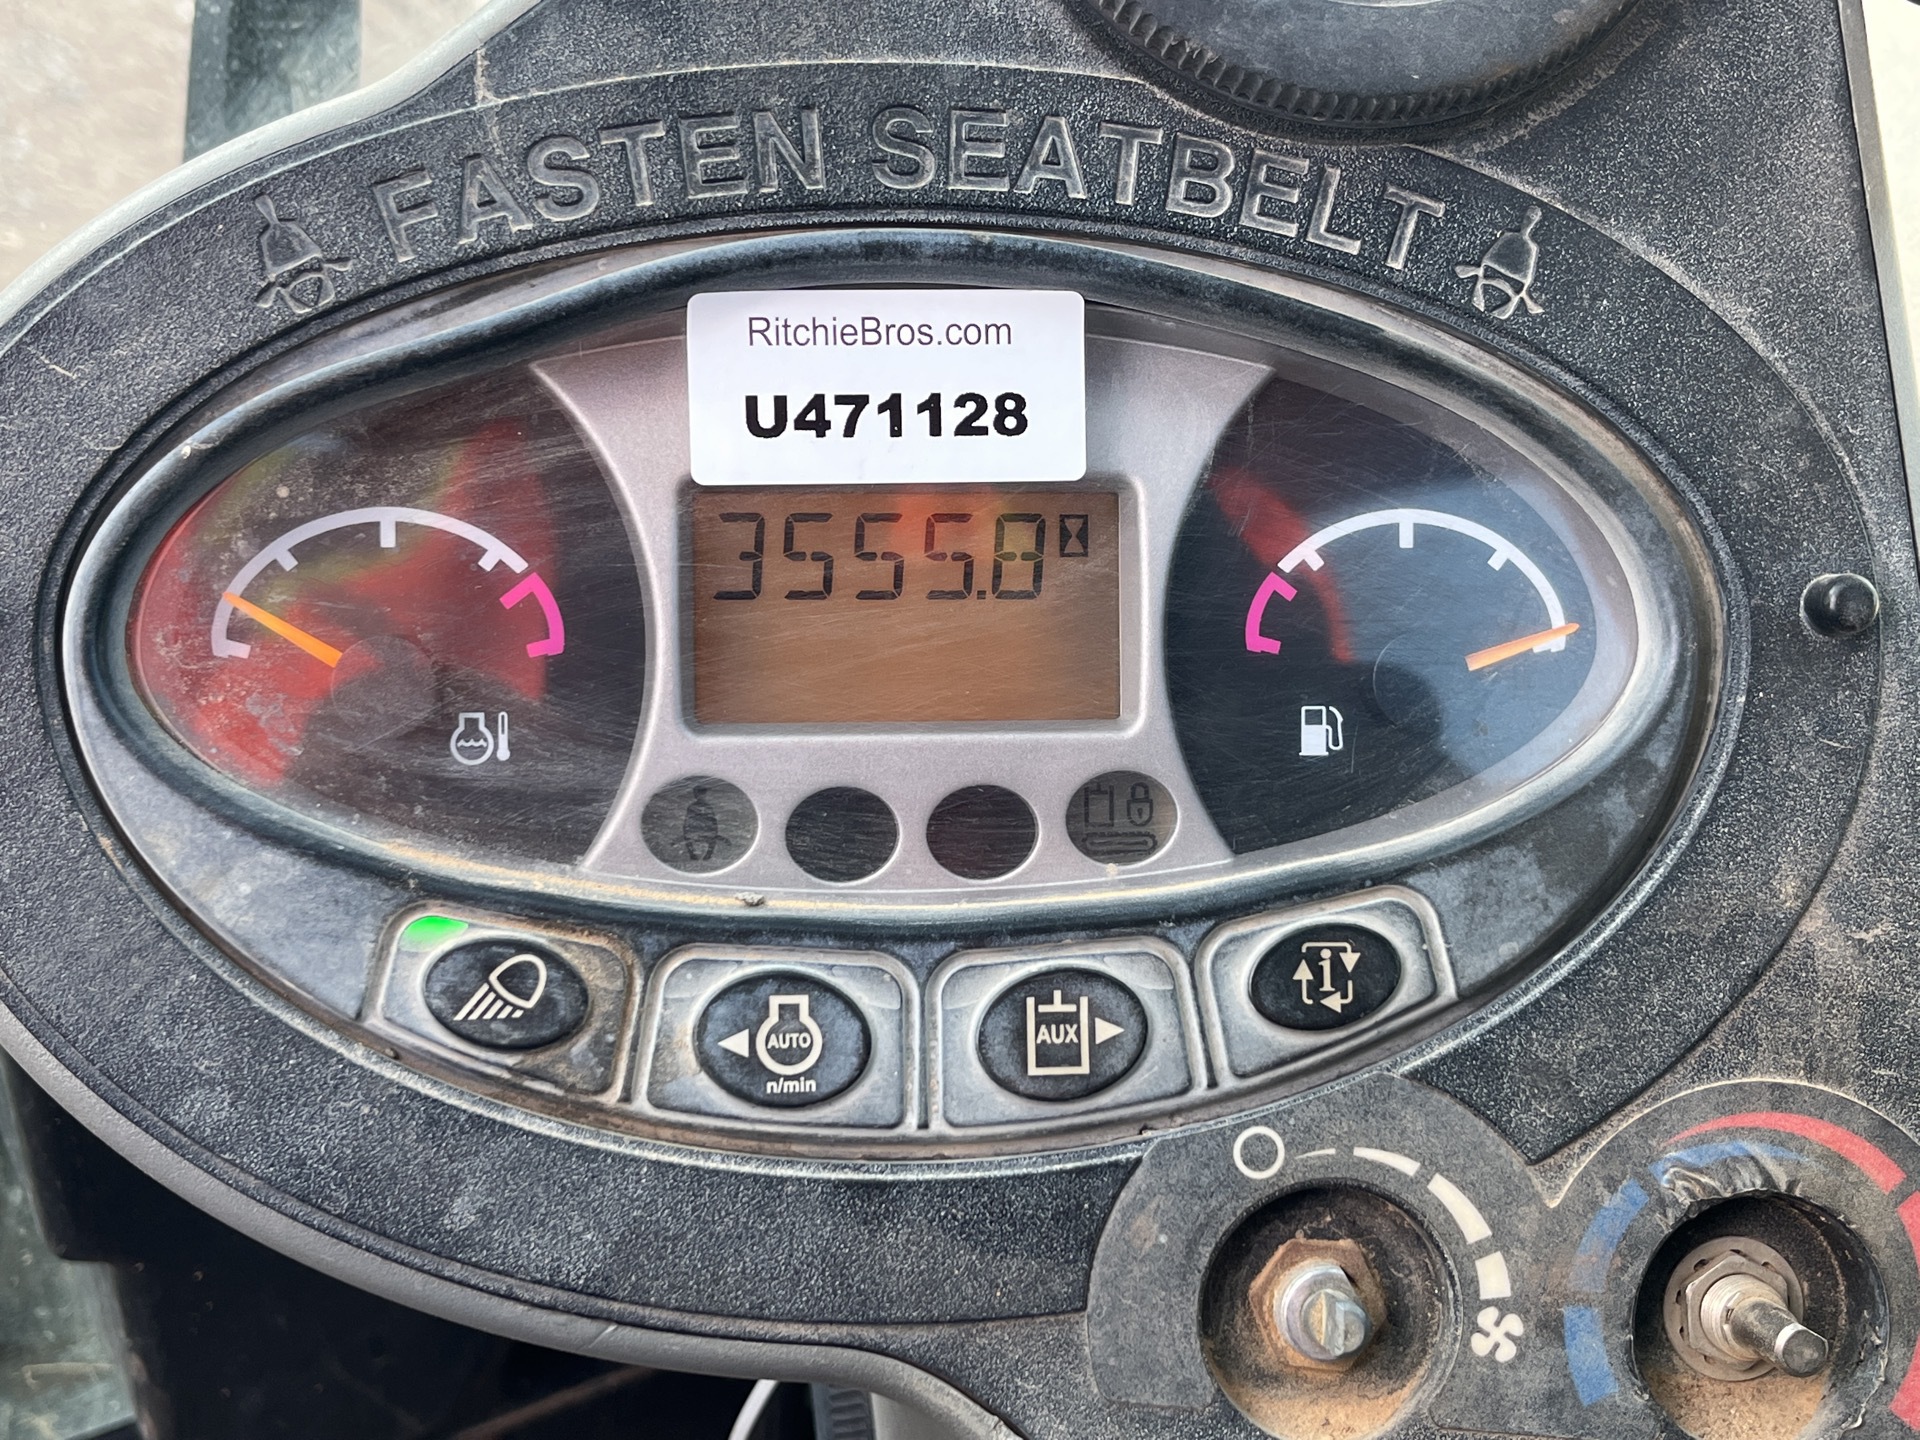 FASTEN SEATBELT
RitchieBros.com
U471128
3555.8
AUTO
n/min
AUX
i